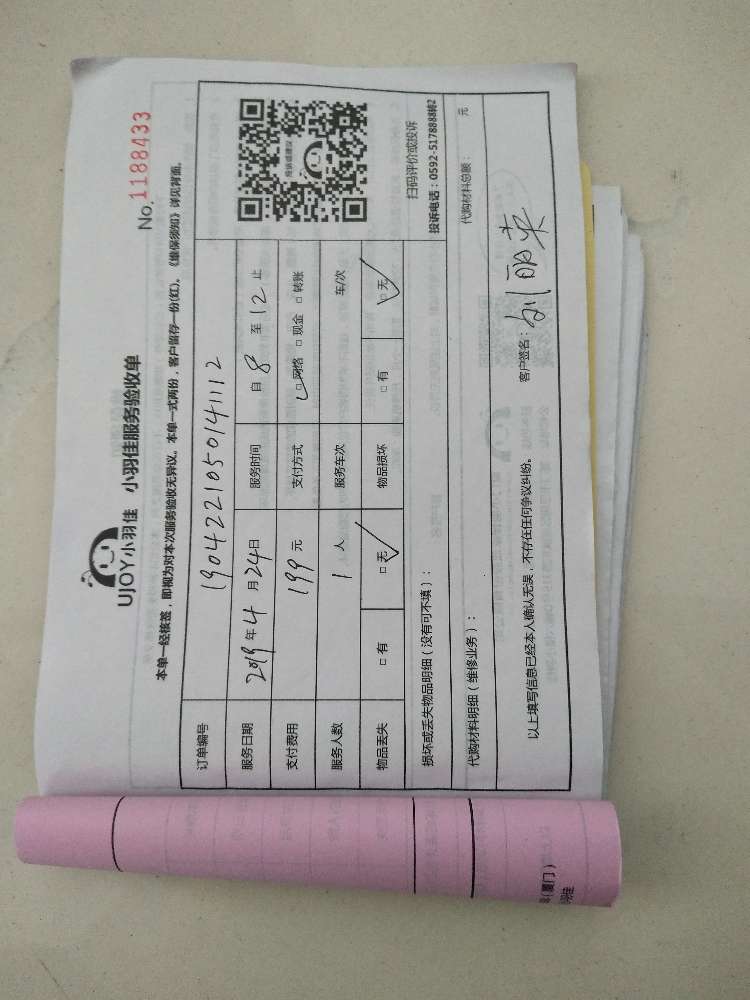 UJOY小羽佳 小羽佳服务验收单
No. 1188433
本单一经核签，即视为对本次服务验收无异议。本单一式两份，客户留存一份(红)。《维保须知》详见背面。
订单编号 190422105014112
服务日期 2019年4月24日 服务时间 自8至12止
支付费用 199元 支付方式 □网络 □现金 □转账
服务人数 1人 服务车次 车/次
物品丢失 □有 □无 物品损坏 □有 □无
扫码评价或投诉
投诉电话：0592-5178888转2
损坏或丢失物品明细（没有可不填）：
代购材料明细（维修业务）： 代购材料总额： 元
以上填写信息已经本人确认无误，不存在任何争议纠纷。 客户签名：
（厦门）